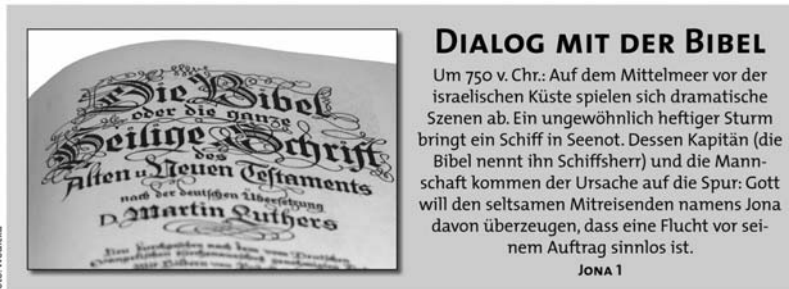 Die Bibel
oder die ganze
Heilige Schrift
des
Alten u. Neuen Testaments
nach der deutschen Übersetzung
D. Martin Luthers
DIALOG MIT DER BIBEL
Um 750 v. Chr.: Auf dem Mittelmeer vor der
israelischen Küste spielen sich dramatische
Szenen ab. Ein ungewöhnlich heftiger Sturm
bringt ein Schiff in Seenot. Dessen Kapitän (die
Bibel nennt ihn Schiffsherr) und die Mann-
schaft kommen der Ursache auf die Spur: Gott
will den seltsamen Mitreisenden namens Jona
davon überzeugen, dass eine Flucht vor sei-
nem Auftrag sinnlos ist.
JONA 1